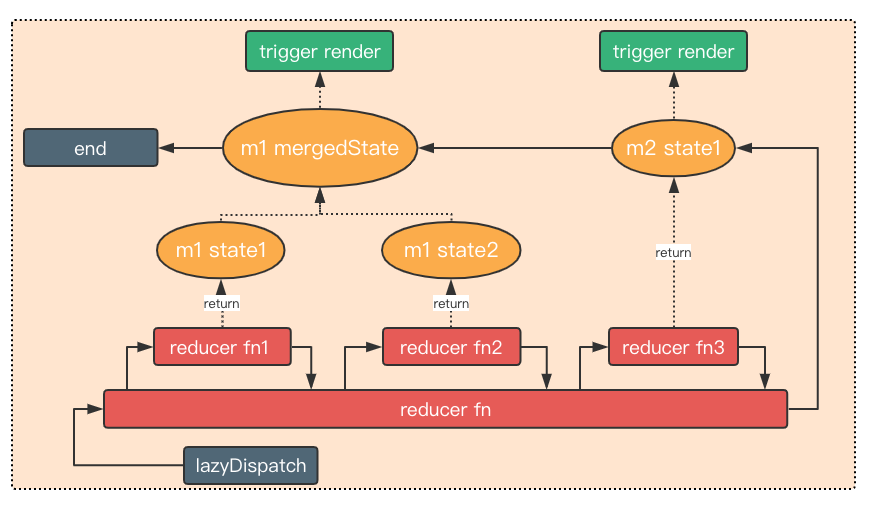 trigger render
trigger render
end
m1 mergedState
m2 state1
m1 state1
m1 state2
return
return
return
reducer fn1
reducer fn2
reducer fn3
reducer fn
lazyDispatch